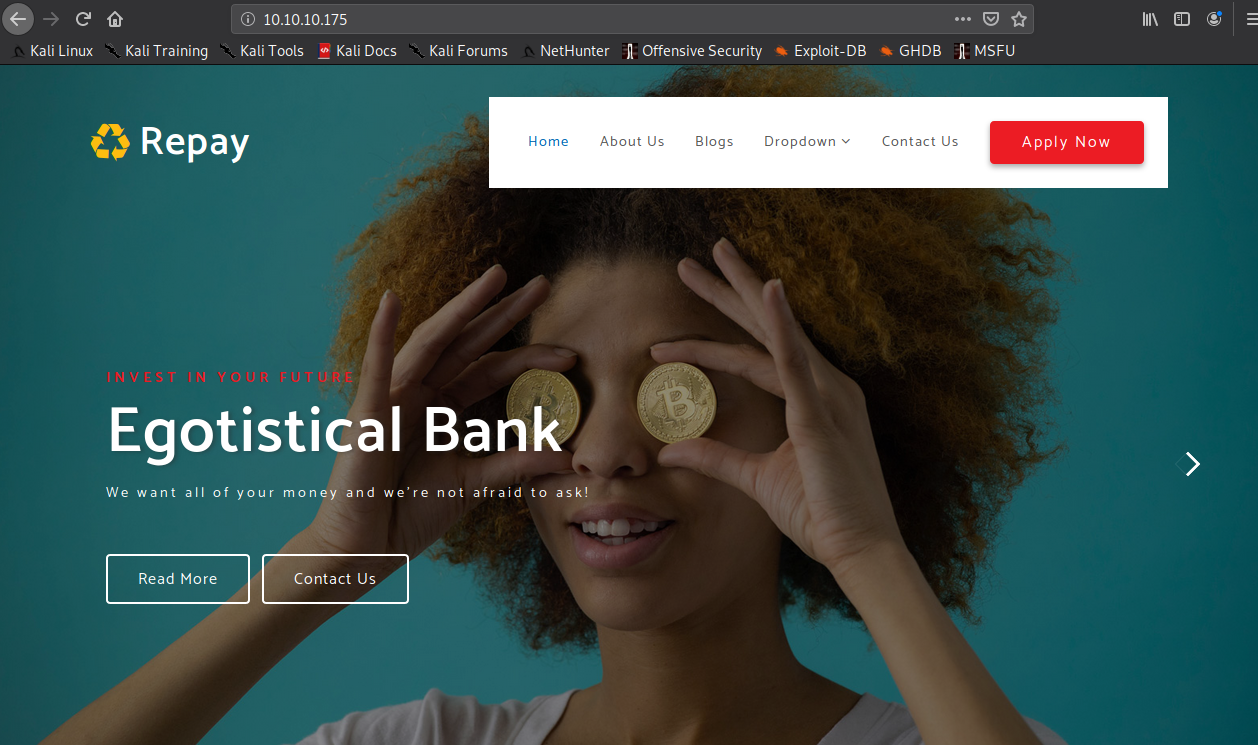 10.10.10.175
Kali Linux Kali Training Kali Tools Kali Docs Kali Forums NetHunter Offensive Security Exploit-DB GHDB MSFU
Repay
Home About Us Blogs Dropdown Contact Us Apply Now
INVEST IN YOUR FUTURE
Egotistical Bank
We want all of your money and we're not afraid to ask!
Read More Contact Us